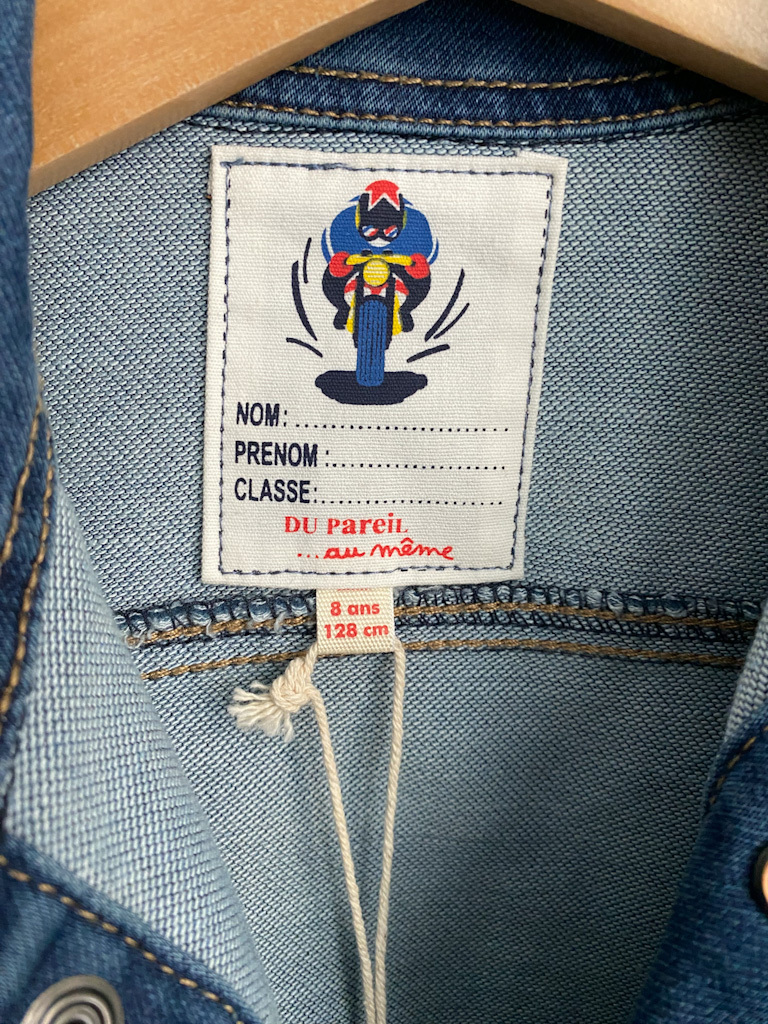 NOM:.......................
PRENOM :...................
CLASSE:....................
DU PareiL
...au même
8 ans
128 cm